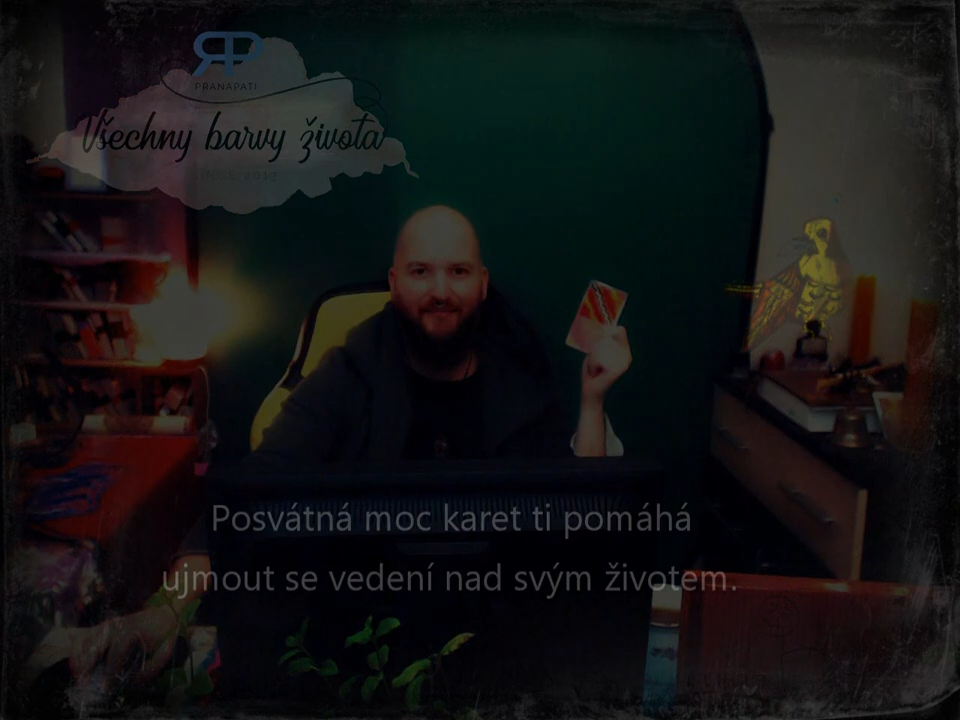 PRANAPATI
Všechny barvy života
Posvátná moc karet ti pomáhá
ujmout se vedení nad svým životem.